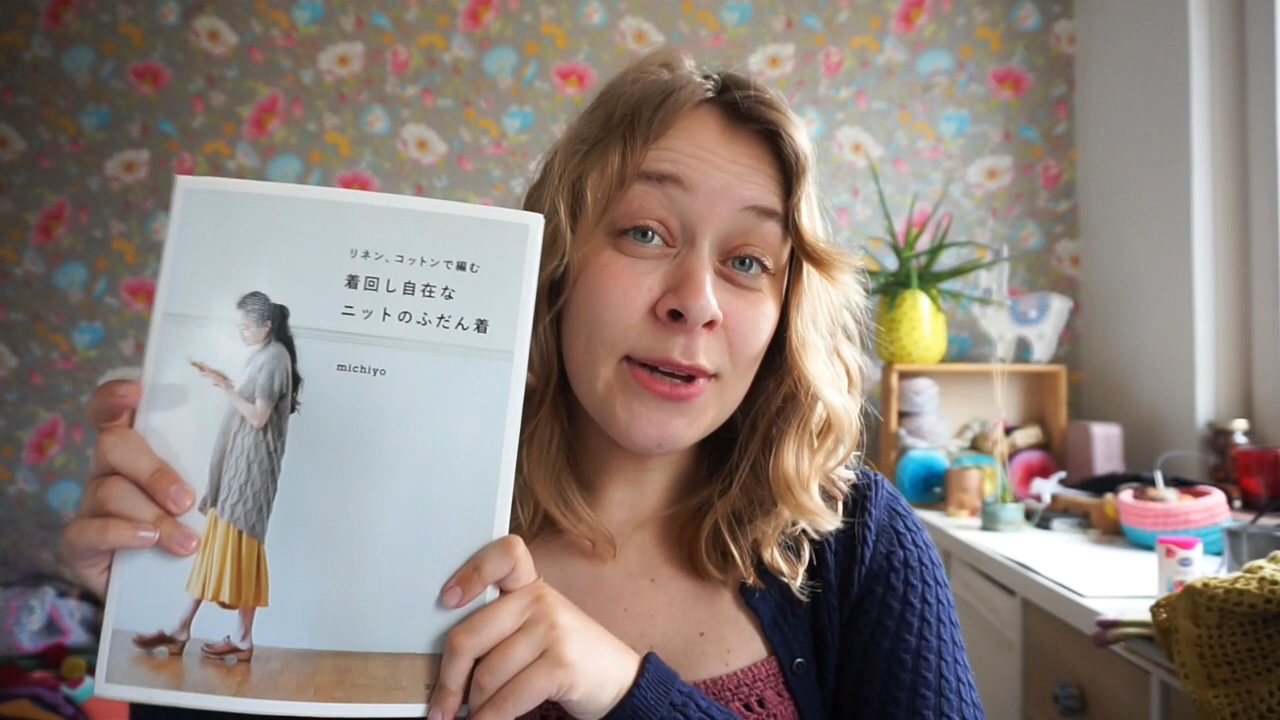 リネン、コットンで編む
着回し自在な
ニットのふだん着
michiyo